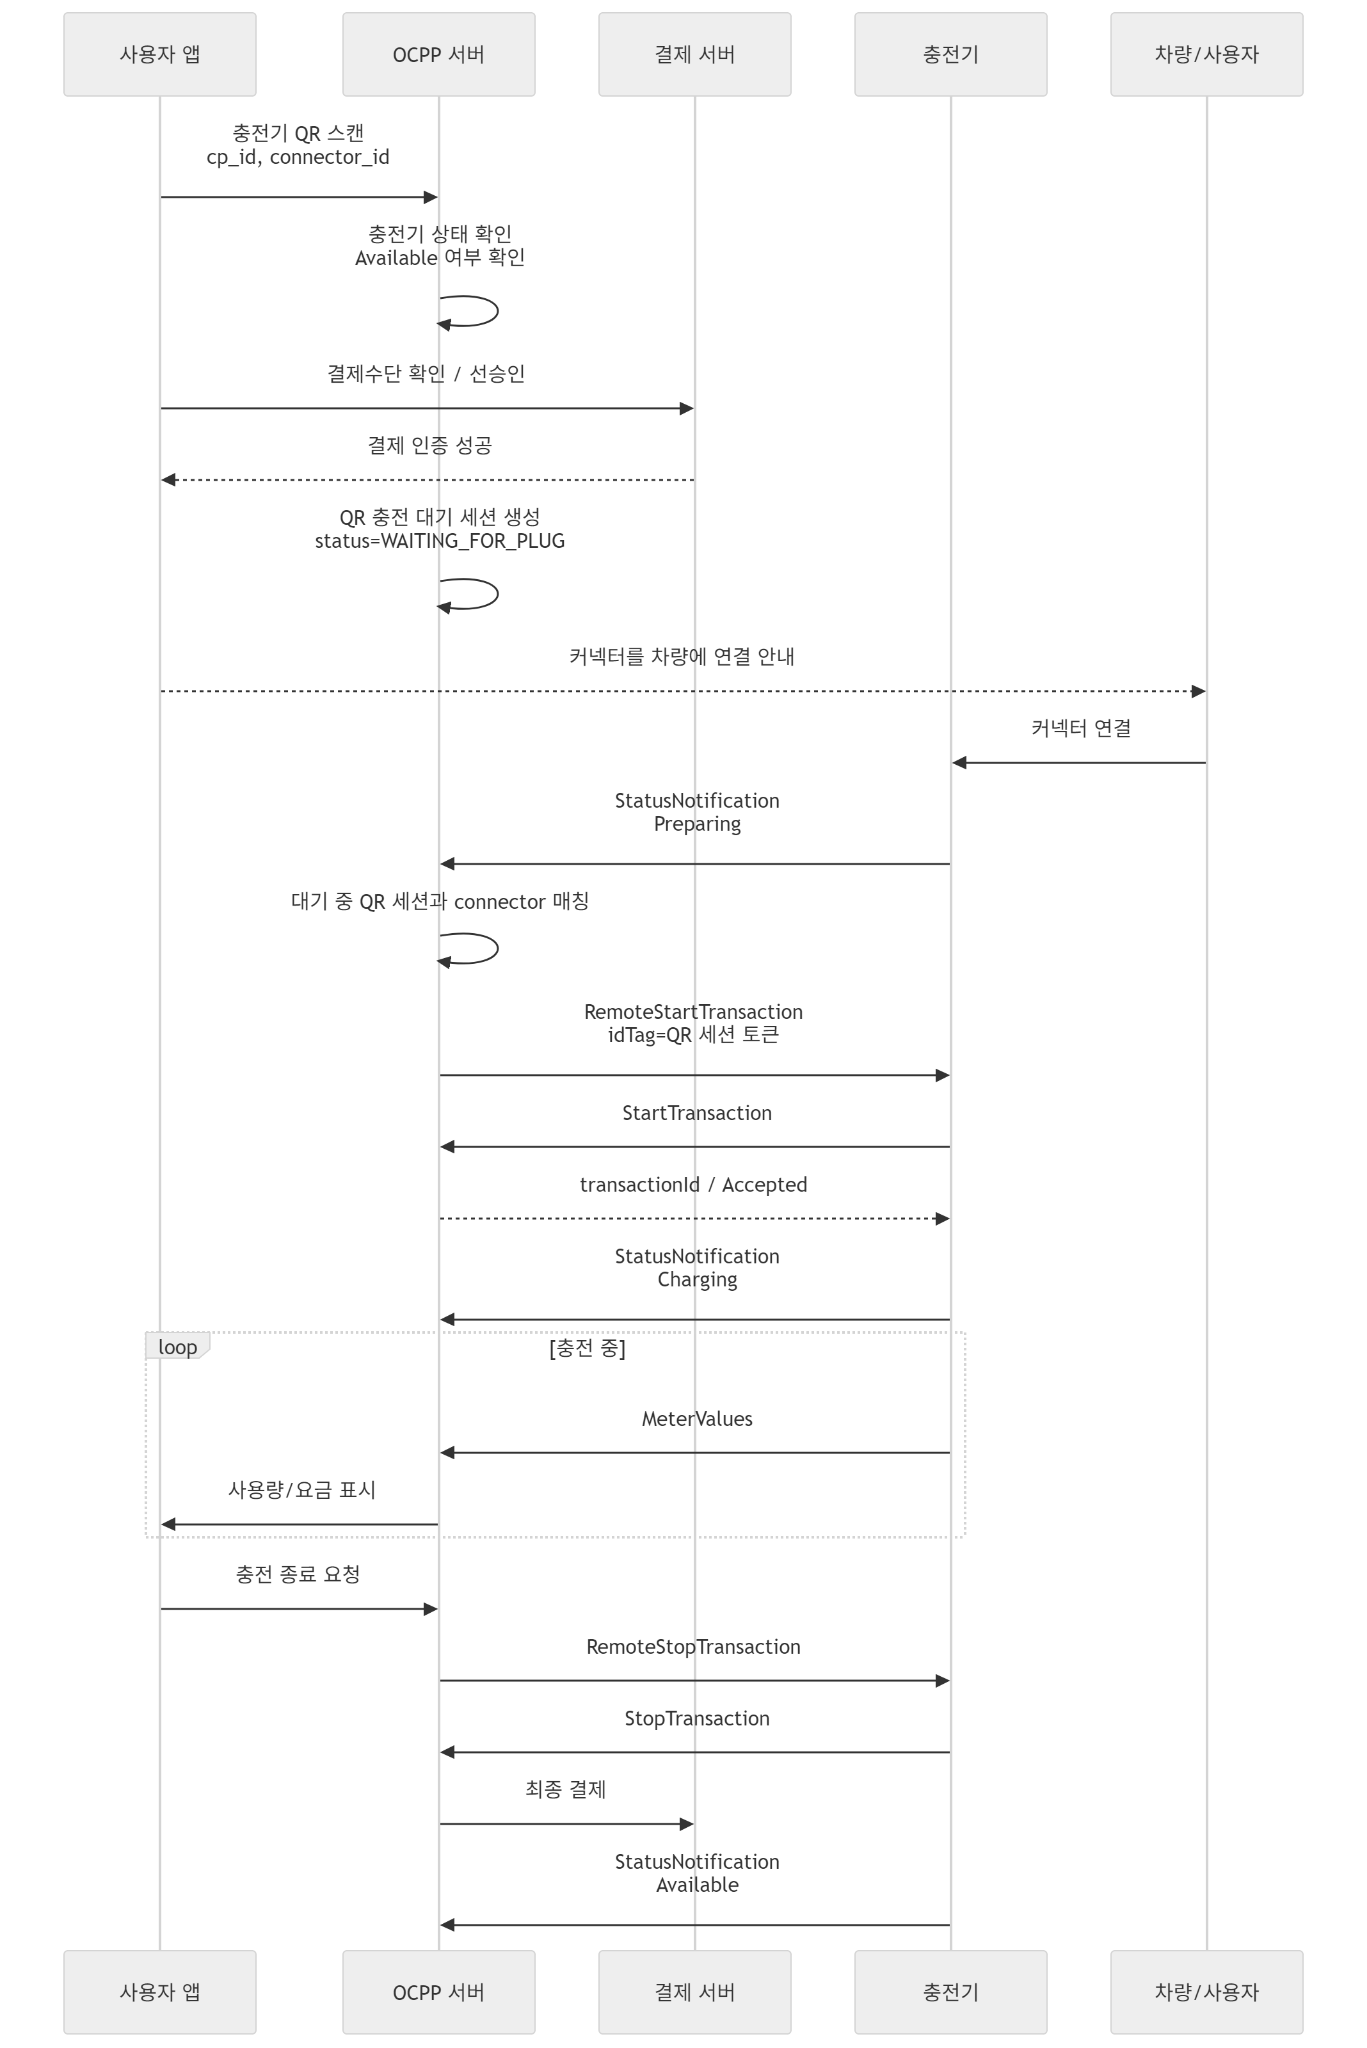 사용자 앱
OCPP 서버
결제 서버
충전기
차량/사용자
충전기 QR 스캔
cp_id, connector_id
충전기 상태 확인
Available 여부 확인
결제수단 확인 / 선승인
결제 인증 성공
QR 충전 대기 세션 생성
status=WAITING_FOR_PLUG
커넥터를 차량에 연결 안내
커넥터 연결
StatusNotification
Preparing
대기 중 QR 세션과 connector 매칭
RemoteStartTransaction
idTag=QR 세션 토큰
StartTransaction
transactionId / Accepted
StatusNotification
Charging
loop
[충전 중]
MeterValues
사용량/요금 표시
충전 종료 요청
RemoteStopTransaction
StopTransaction
최종 결제
StatusNotification
Available
사용자 앱
OCPP 서버
결제 서버
충전기
차량/사용자